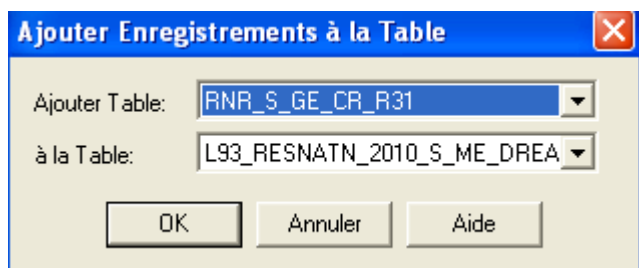 Ajouter Enregistrements à la Table
Ajouter Table: RNR_S_GE_CR_R31
à la Table: L93_RESNATN_2010_S_ME_DREA
OK Annuler Aide